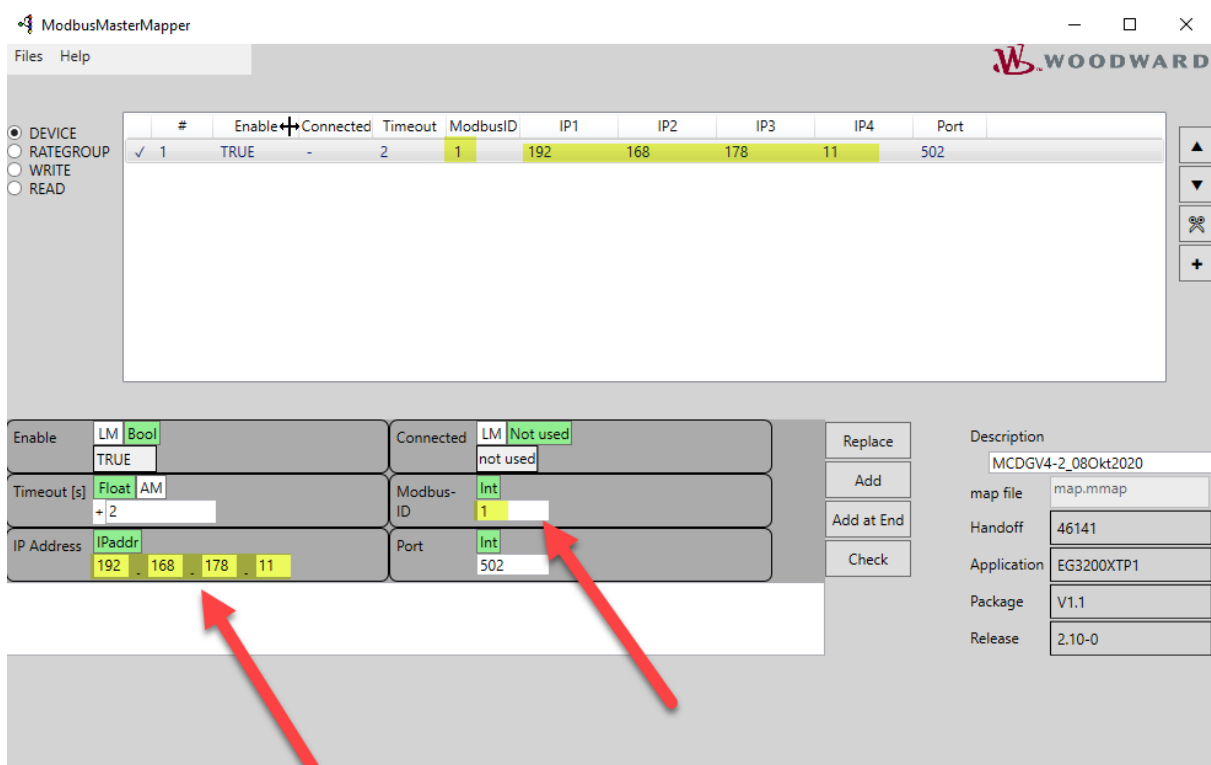 ModbusMasterMapper
Files Help
WOODWARD
DEVICE
RATEGROUP
WRITE
READ
# Enable Connected Timeout ModbusID IP1 IP2 IP3 IP4 Port
✓ 1 TRUE - 2 1 192 168 178 11 502
Enable LM Bool
TRUE
Connected LM Not used
not used
Timeout [s] Float AM
+ 2
Modbus-
ID
Int
1
IP Address IPaddr
192 . 168 . 178 . 11
Port Int
502
Replace
Add
Add at End
Check
Description
MCDGV4-2_08Okt2020
map file map.mmap
Handoff 46141
Application EG3200XTP1
Package V1.1
Release 2.10-0